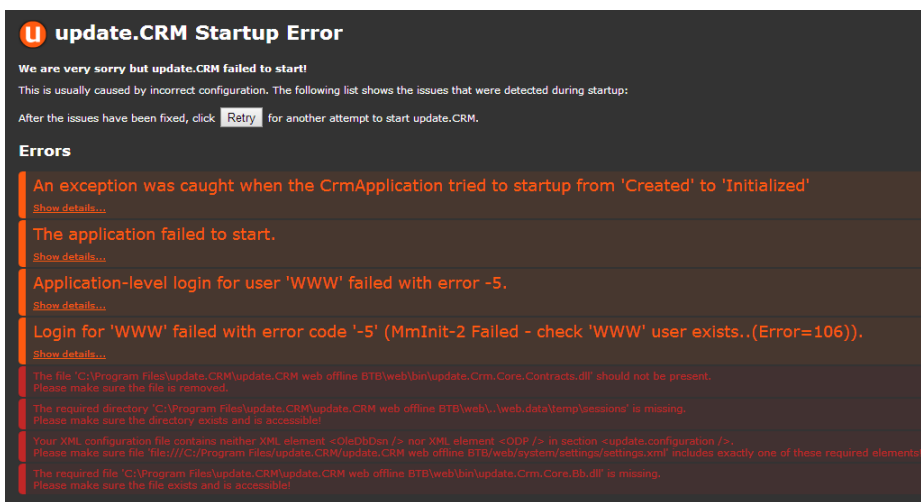 u update.CRM Startup Error
We are very sorry but update.CRM failed to start!
This is usually caused by incorrect configuration. The following list shows the issues that were detected during startup:
After the issues have been fixed, click Retry for another attempt to start update.CRM.
Errors
An exception was caught when the CrmApplication tried to startup from 'Created' to 'Initialized'
Show details...
The application failed to start.
Show details...
Application-level login for user 'WWW' failed with error -5.
Show details...
Login for 'WWW' failed with error code '-5' (MmInit-2 Failed - check 'WWW' user exists..(Error=106)).
Show details...
The file 'C:\Program Files\update.CRM\update.CRM web offline BTB\web\bin\update.Crm.Core.Contracts.dll' should not be present.
Please make sure the file is removed.
The required directory 'C:\Program Files\update.CRM\update.CRM web offline BTB\web\..\web.data\temp\sessions' is missing.
Please make sure the directory exists and is accessible!
Your XML configuration file contains neither XML element <OleDbDsn /> nor XML element <ODP /> in section <update.configuration />.
Please make sure file 'file:///C:/Program Files/update.CRM/update.CRM web offline BTB/web/system/settings/settings.xml' includes exactly one of these required elements!
The required file 'C:\Program Files\update.CRM\update.CRM web offline BTB\web\bin\update.Crm.Core.Bb.dll' is missing.
Please make sure the file exists and is accessible!